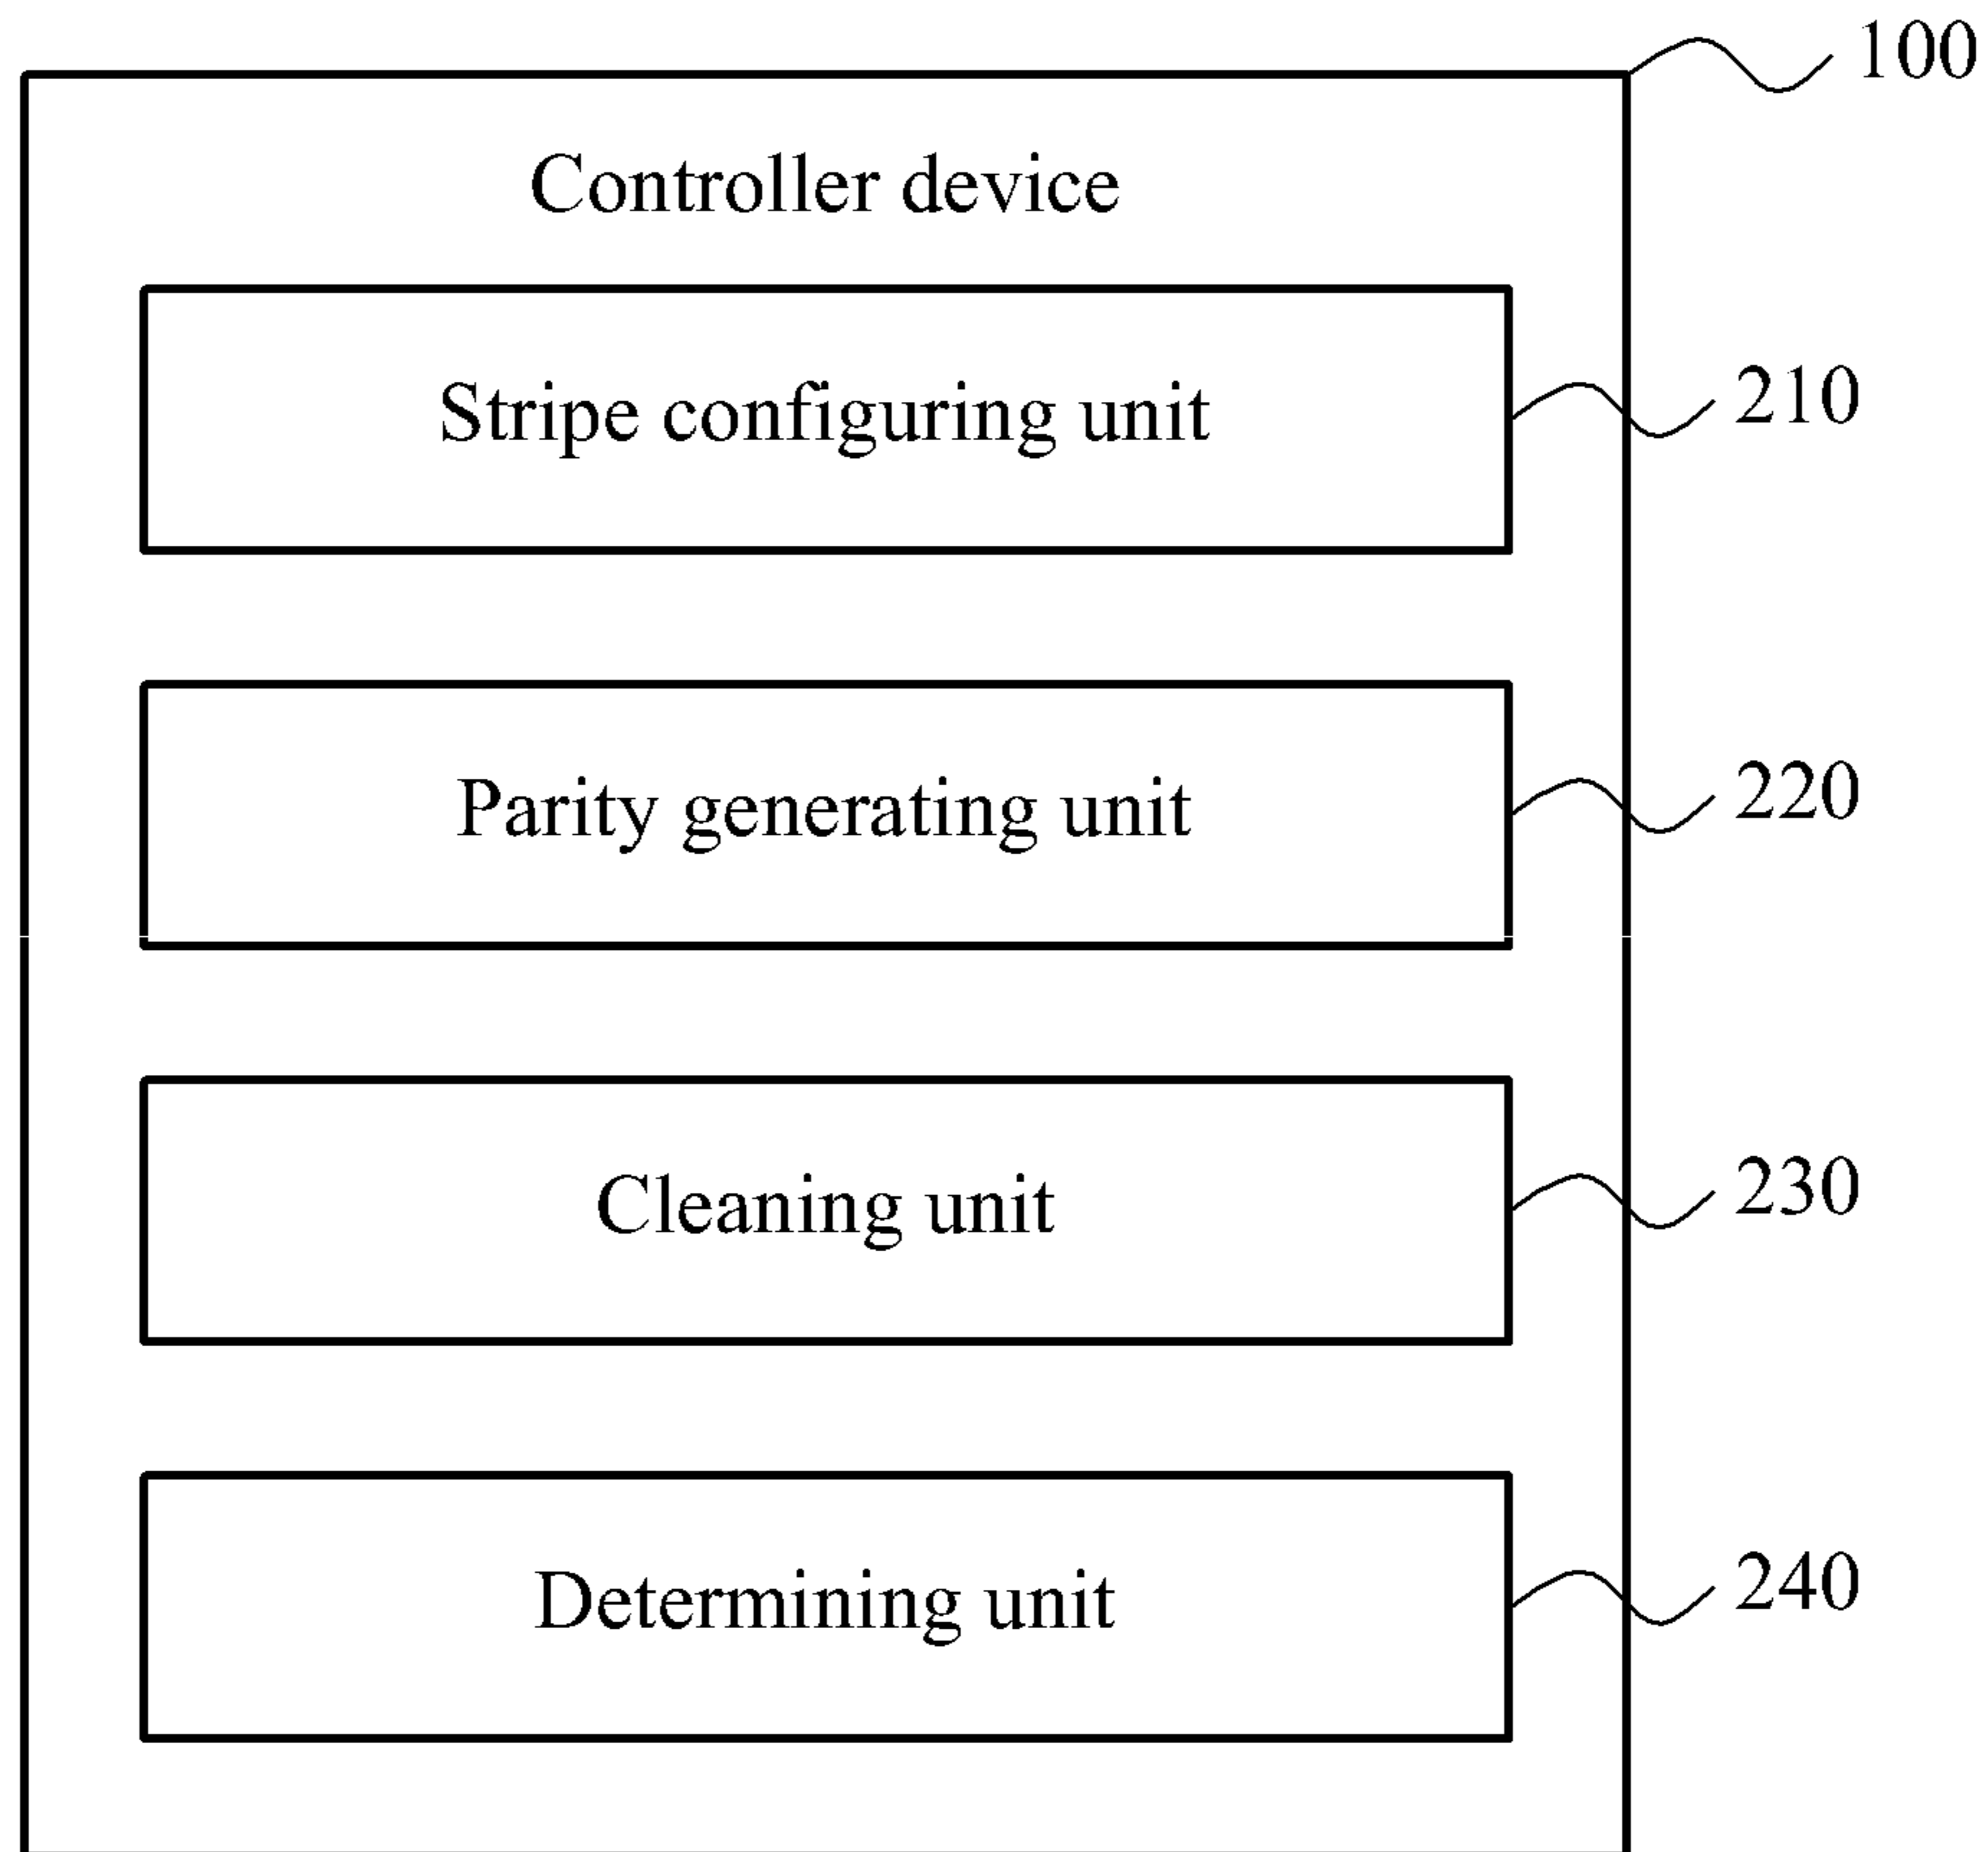 100
Controller device
Stripe configuring unit
210
Parity generating unit
220
Cleaning unit
230
Determining unit
240